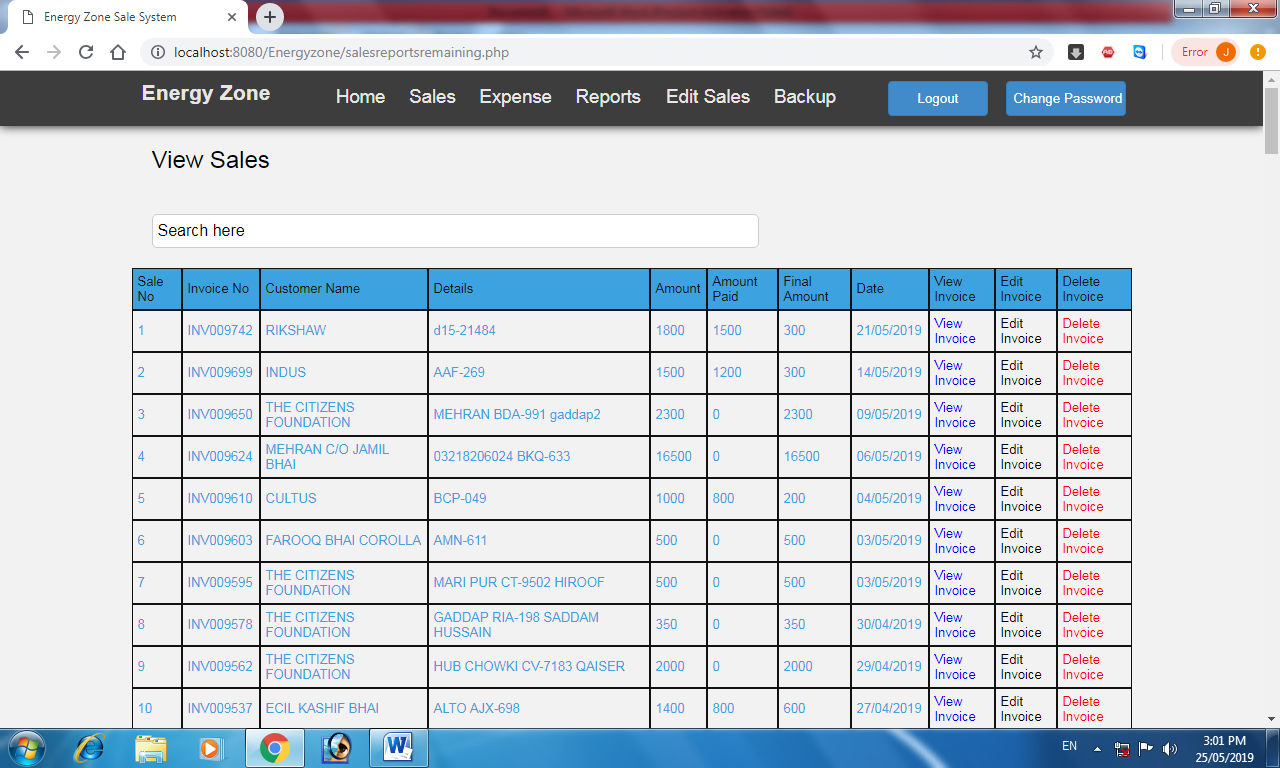 Energy Zone Sale System
localhost:8080/Energyzone/salesreportsremaining.php
Error J
Energy Zone Home Sales Expense Reports Edit Sales Backup Logout Change Password
View Sales
Search here
Sale No Invoice No Customer Name Details Amount Amount Paid Final Amount Date View Invoice Edit Invoice Delete Invoice
1 INV009742 RIKSHAW d15-21484 1800 1500 300 21/05/2019 View Invoice Edit Invoice Delete Invoice
2 INV009699 INDUS AAF-269 1500 1200 300 14/05/2019 View Invoice Edit Invoice Delete Invoice
3 INV009650 THE CITIZENS FOUNDATION MEHRAN BDA-991 gaddap2 2300 0 2300 09/05/2019 View Invoice Edit Invoice Delete Invoice
4 INV009624 MEHRAN C/O JAMIL BHAI 03218206024 BKQ-633 16500 0 16500 06/05/2019 View Invoice Edit Invoice Delete Invoice
5 INV009610 CULTUS BCP-049 1000 800 200 04/05/2019 View Invoice Edit Invoice Delete Invoice
6 INV009603 FAROOQ BHAI COROLLA AMN-611 500 0 500 03/05/2019 View Invoice Edit Invoice Delete Invoice
7 INV009595 THE CITIZENS FOUNDATION MARI PUR CT-9502 HIROOF 500 0 500 03/05/2019 View Invoice Edit Invoice Delete Invoice
8 INV009578 THE CITIZENS FOUNDATION GADDAP RIA-198 SADDAM HUSSAIN 350 0 350 30/04/2019 View Invoice Edit Invoice Delete Invoice
9 INV009562 THE CITIZENS FOUNDATION HUB CHOWKI CV-7183 QAISER 2000 0 2000 29/04/2019 View Invoice Edit Invoice Delete Invoice
10 INV009537 ECIL KASHIF BHAI ALTO AJX-698 1400 800 600 27/04/2019 View Invoice Edit Invoice Delete Invoice
EN 3:01 PM
25/05/2019